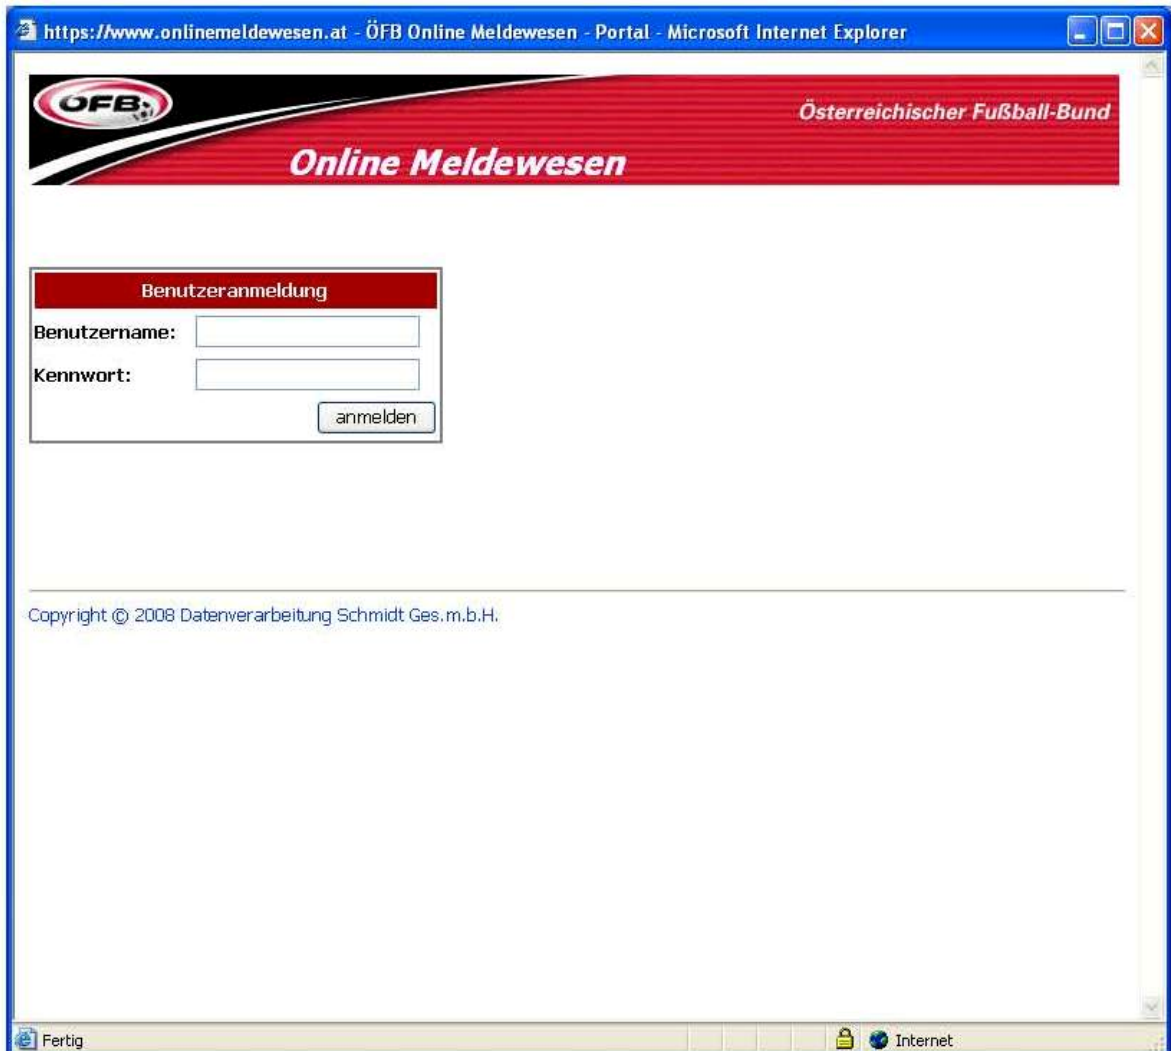 https://www.onlinemeldewesen.at - ÖFB Online Meldewesen - Portal - Microsoft Internet Explorer
ÖFB
Österreichischer Fußball-Bund
Online Meldewesen
Benutzeranmeldung
Benutzername:
Kennwort:
anmelden
Copyright © 2008 Datenverarbeitung Schmidt Ges.m.b.H.
Fertig
Internet